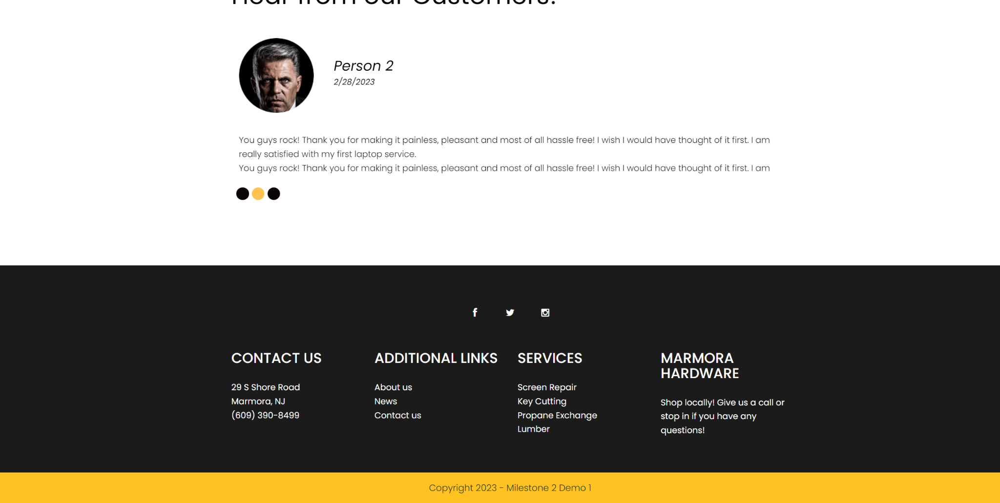 Hear from our Customers!
Person 2
2/28/2023
You guys rock! Thank you for making it painless, pleasant and most of all hassle free! I wish I would have thought of it first. I am
really satisfied with my first laptop service.
You guys rock! Thank you for making it painless, pleasant and most of all hassle free! I wish I would have thought of it first. I am
CONTACT US
29 S Shore Road
Marmora, NJ
(609) 390-8499
ADDITIONAL LINKS
About us
News
Contact us
SERVICES
Screen Repair
Key Cutting
Propane Exchange
Lumber
MARMORA
HARDWARE
Shop locally! Give us a call or
stop in if you have any
questions!
Copyright 2023 - Milestone 2 Demo 1